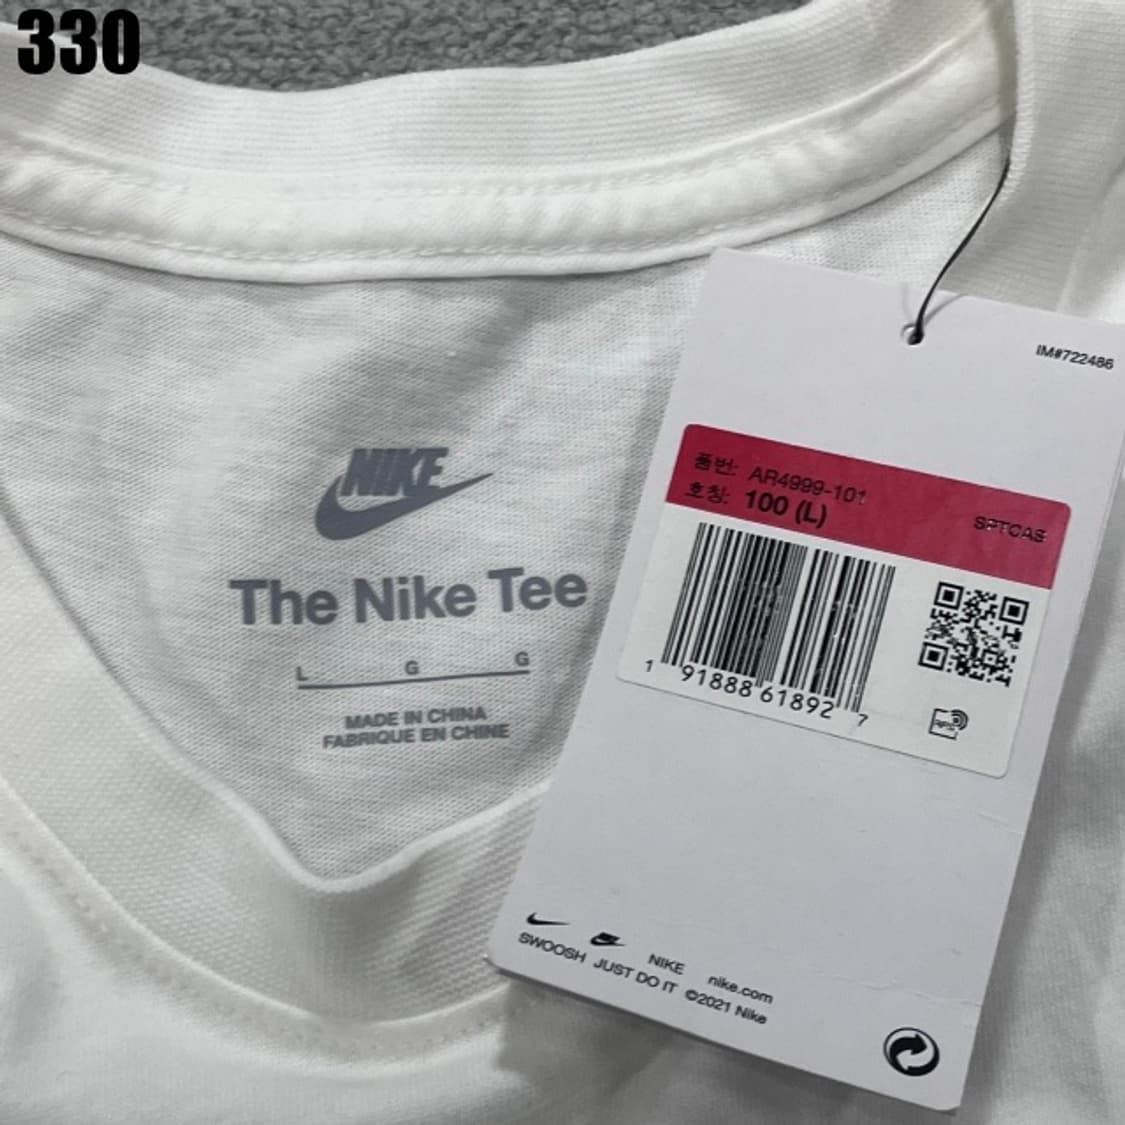 330
IM#722486
품번: AR4999-101
호칭: 100 (L)
SPTCAS
1 91888 61892 7
NIKE
The Nike Tee
L G G
MADE IN CHINA
FABRIQUE EN CHINE
NIKE nike.com
SWOOSH JUST DO IT ©2021 Nike